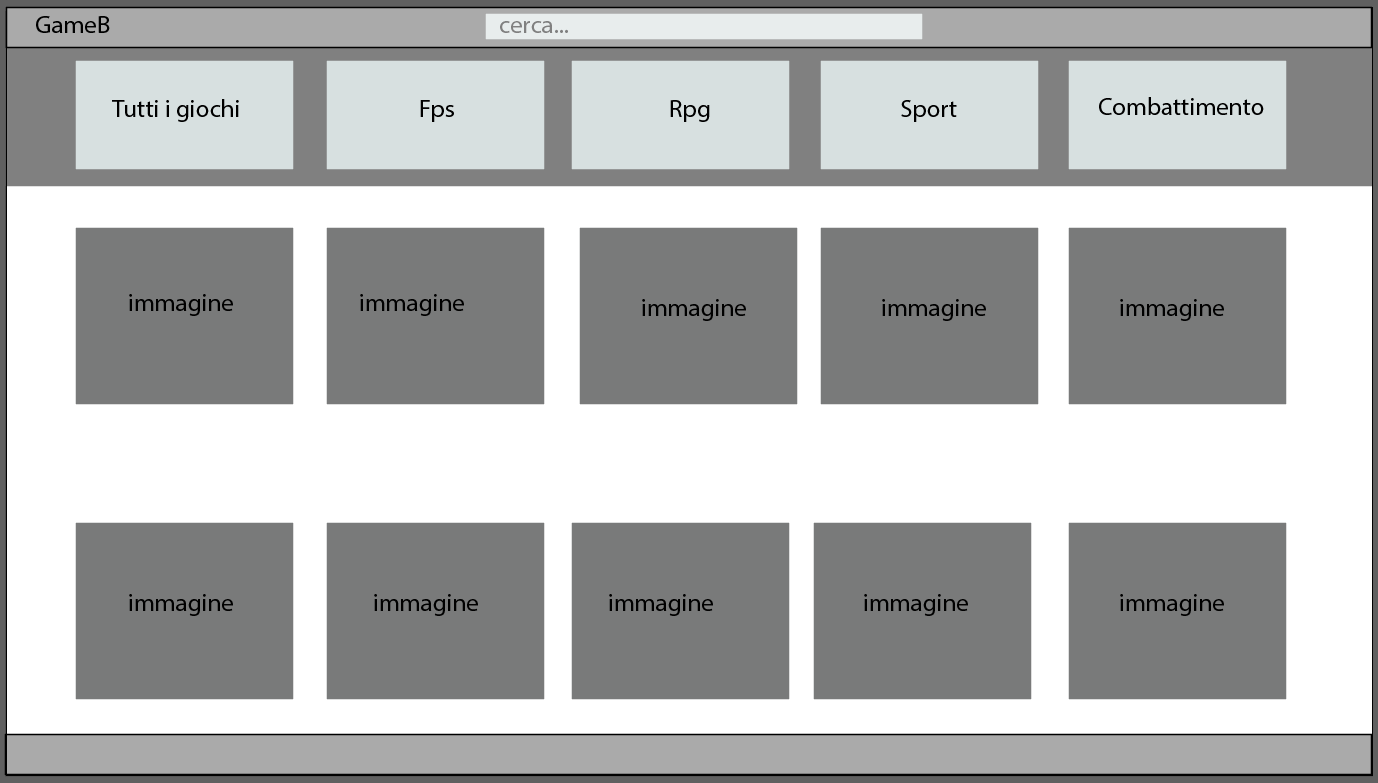 GameB
cerca...
Tutti i giochi
Fps
Rpg
Sport
Combattimento
immagine
immagine
immagine
immagine
immagine
immagine
immagine
immagine
immagine
immagine